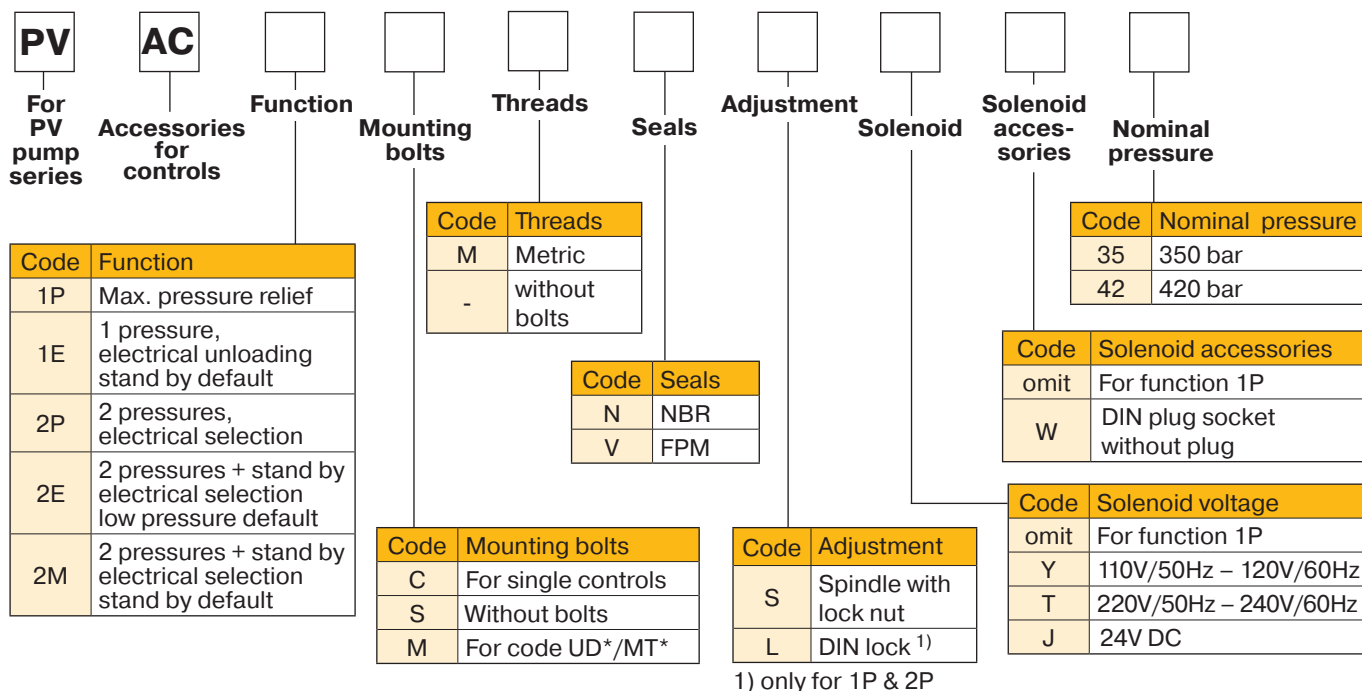 PV
AC
For
PV
pump
series
Accessories
for
controls
Function
Mounting
bolts
Threads
Seals
Adjustment
Solenoid
Solenoid
acces-
sories
Nominal
pressure
Code Function
1P Max. pressure relief
1E 1 pressure,
electrical unloading
stand by default
2P 2 pressures,
electrical selection
2E 2 pressures + stand by
electrical selection
low pressure default
2M 2 pressures + stand by
electrical selection
stand by default
Code Mounting bolts
C For single controls
S Without bolts
M For code UD*/MT*
Code Threads
M Metric
- without
bolts
Code Seals
N NBR
V FPM
Code Adjustment
S Spindle with
lock nut
L DIN lock 1)
1) only for 1P & 2P
Code Solenoid voltage
omit For function 1P
Y 110V/50Hz – 120V/60Hz
T 220V/50Hz – 240V/60Hz
J 24V DC
Code Solenoid accessories
omit For function 1P
W DIN plug socket
without plug
Code Nominal pressure
35 350 bar
42 420 bar